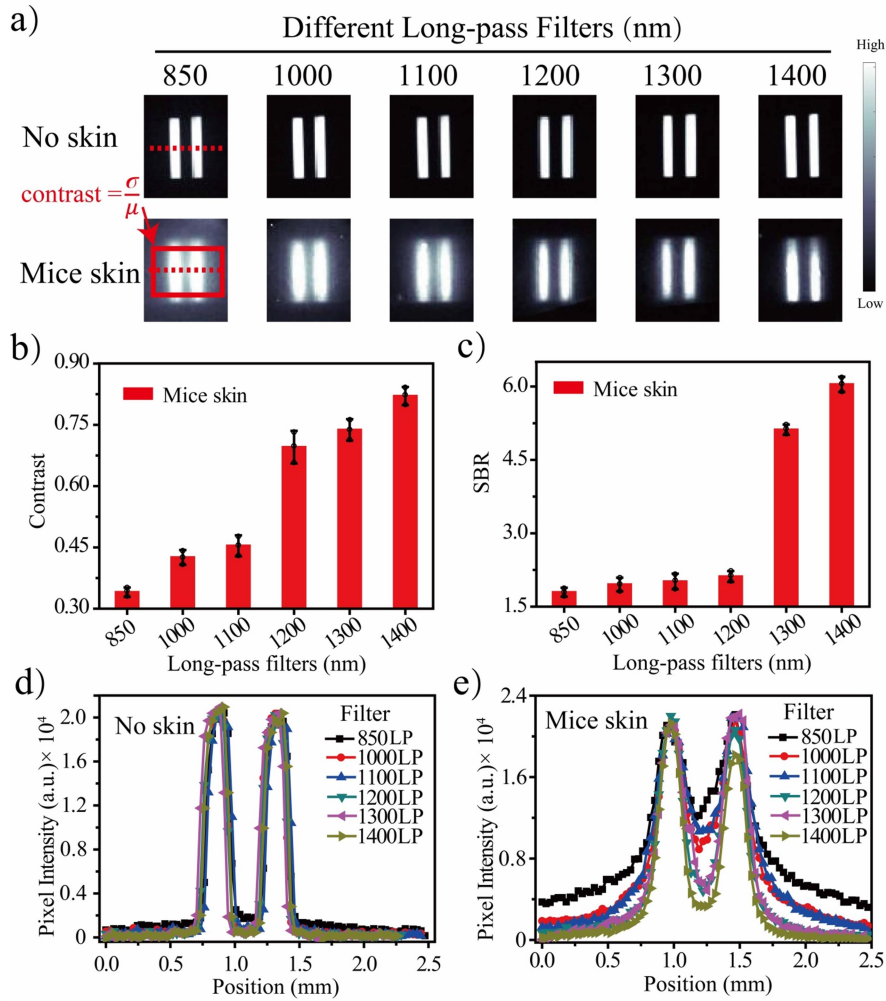 a)
Different Long-pass Filters (nm)
850 1000 1100 1200 1300 1400
High
Low
No skin
contrast = σ/μ
Mice skin
b)
0.90
0.75
0.60
0.45
0.30
Contrast
Mice skin
850 1000 1100 1200 1300 1400
Long-pass filters (nm)
c)
6.0
4.5
3.0
1.5
SBR
Mice skin
850 1000 1100 1200 1300 1400
Long-pass filters (nm)
d)
2.0
1.6
1.2
0.8
0.4
0
Pixel Intensity (a.u.)× 10⁴
No skin
Filter
850LP
1000LP
1100LP
1200LP
1300LP
1400LP
0.0 0.5 1.0 1.5 2.0 2.5
Position (mm)
e)
2.4
1.6
0.8
0
Pixel Intensity (a.u.)× 10⁴
Mice skin
Filter
850LP
1000LP
1100LP
1200LP
1300LP
1400LP
0.0 0.5 1.0 1.5 2.0 2.5
Position (mm)